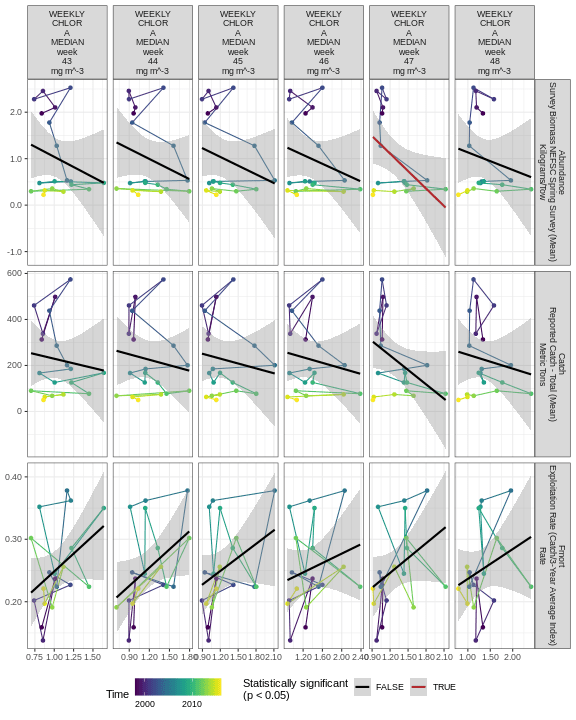 WEEKLY
CHLOR
A
MEDIAN
week
43
mg m^-3
WEEKLY
CHLOR
A
MEDIAN
week
44
mg m^-3
WEEKLY
CHLOR
A
MEDIAN
week
45
mg m^-3
WEEKLY
CHLOR
A
MEDIAN
week
46
mg m^-3
WEEKLY
CHLOR
A
MEDIAN
week
47
mg m^-3
WEEKLY
CHLOR
A
MEDIAN
week
48
mg m^-3
2.0
1.0
0.0
-1.0
Abundance
Survey Biomass NEFSC Spring Survey (Mean)
Kilograms/Tow
600
400
200
0
Catch
Reported Catch - Total (Mean)
Metric Tons
0.40
0.30
0.20
Fmort
Exploitation Rate (Catch/3-Year Average Index)
Rate
0.75 1.00 1.25 1.50
0.90 1.20 1.50 1.80
0.90 1.20 1.50 1.80 2.10
1.20 1.60 2.00 2.40
0.90 1.20 1.50 1.80 2.10
1.00 1.50 2.00
Time
2000 2010
Statistically significant
(p < 0.05)
FALSE
TRUE